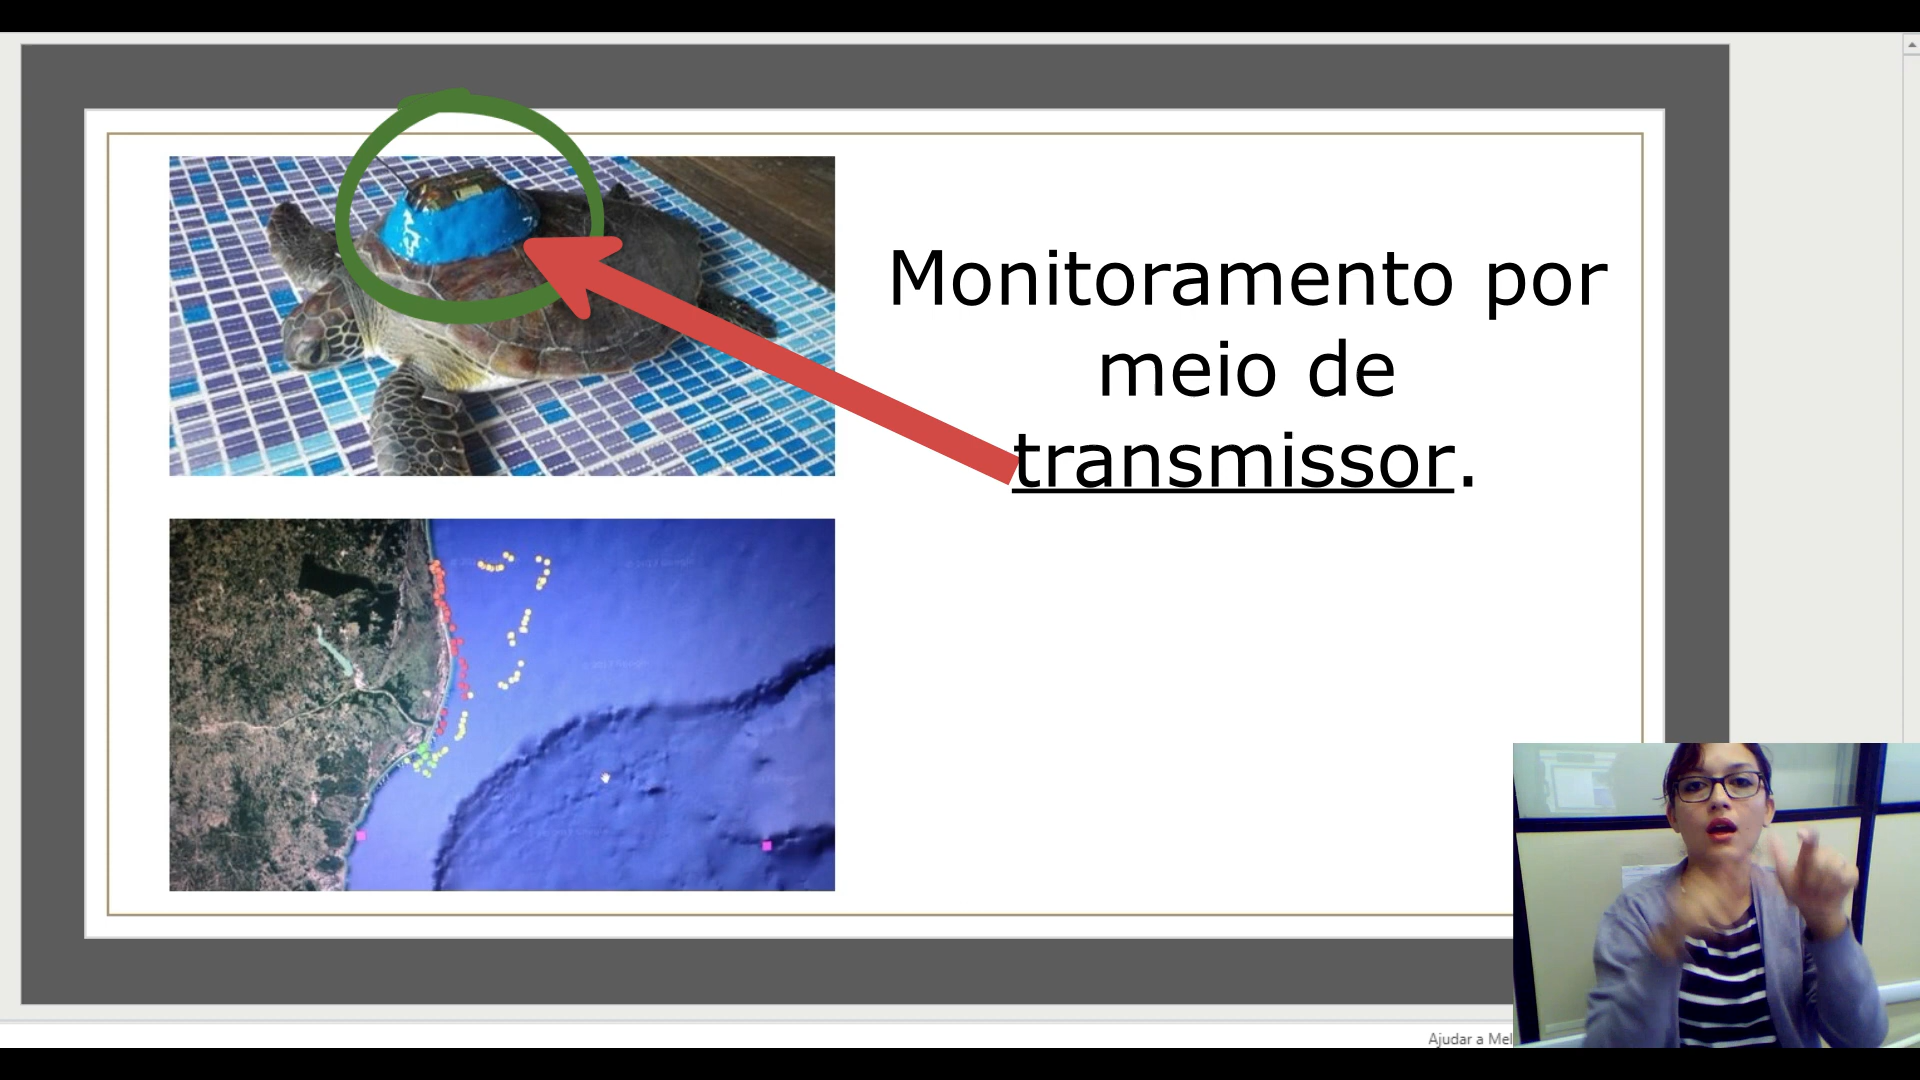 Monitoramento por
meio de
transmissor.
Ajudar a Mel